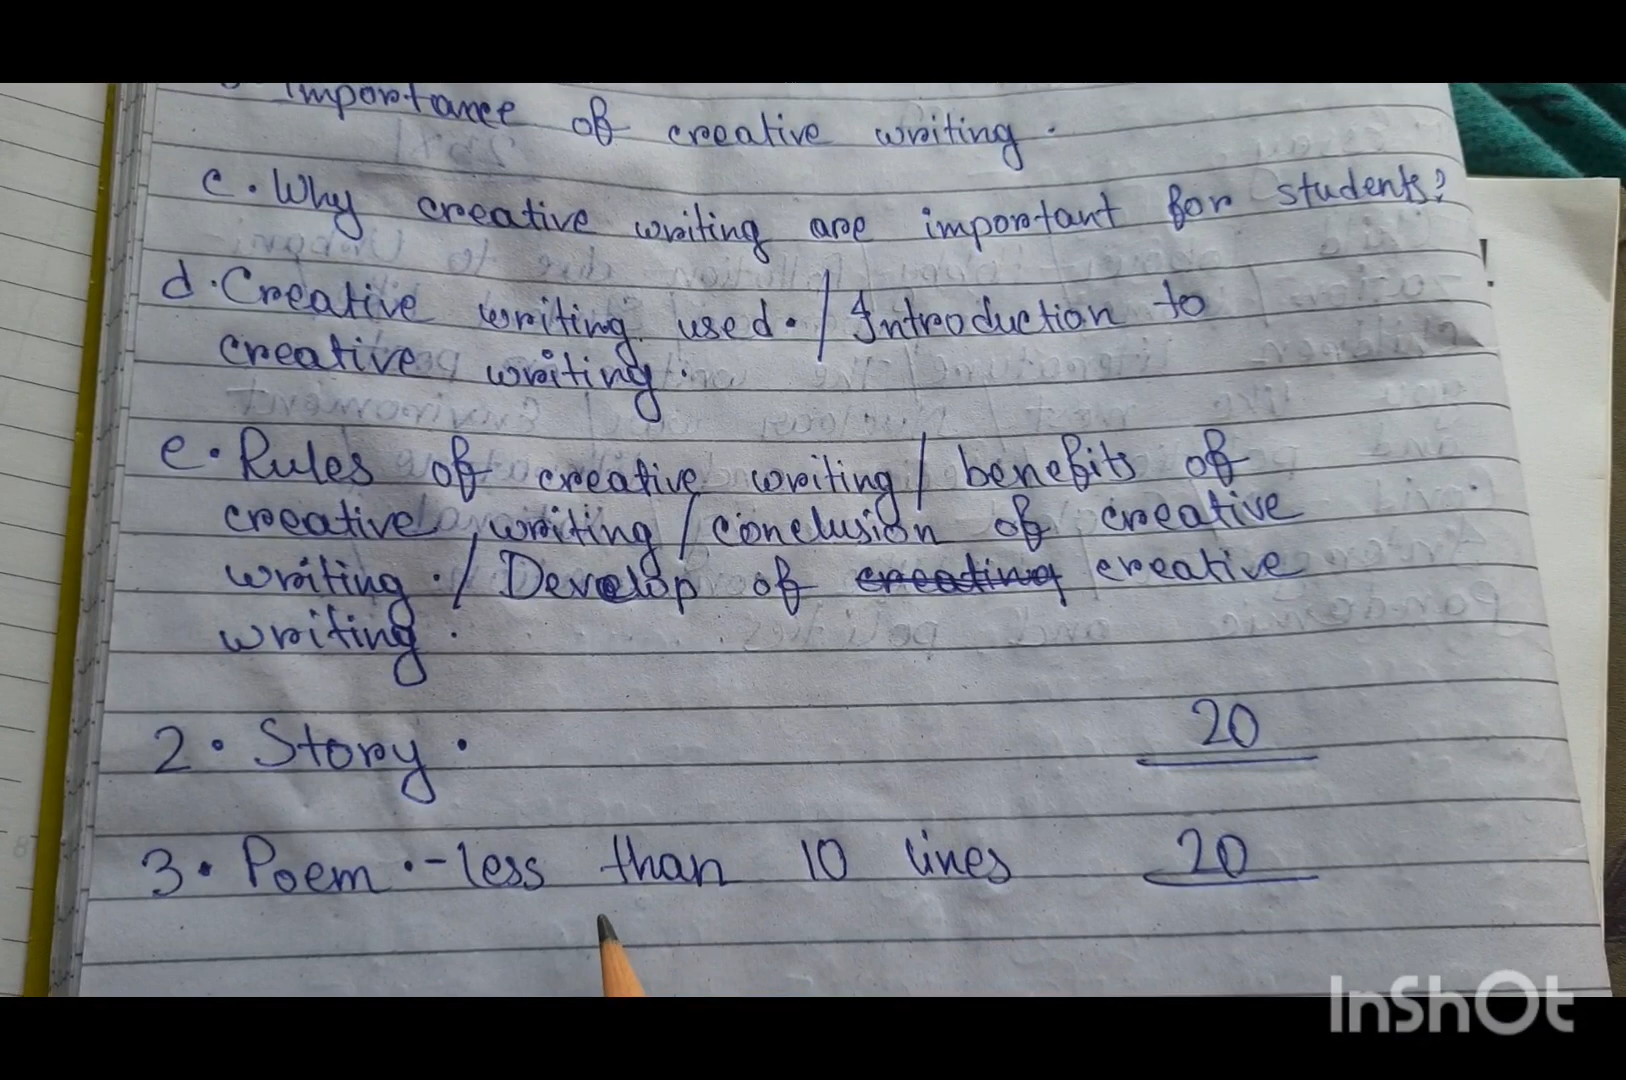 Importance of creative writing.
c. Why creative writing are important for students?
d. Creative writing used. / Introduction to
creative writing.
e. Rules of creative writing / benefits of
creative writing / conclusion of creative
writing. / Develop of creating creative
writing.
2. Story. 20
3. Poem. - less than 10 lines 20
InShOt